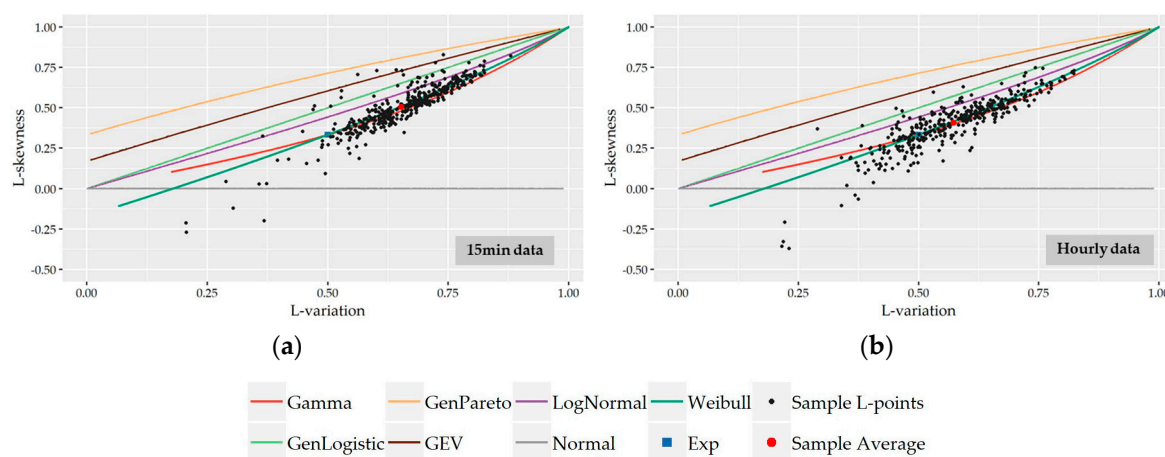 1.00
0.75
0.50
0.25
0.00
-0.25
-0.50
L-skewness
15min data
0.00 0.25 0.50 0.75 1.00
L-variation
(a)
1.00
0.75
0.50
0.25
0.00
-0.25
-0.50
L-skewness
Hourly data
0.00 0.25 0.50 0.75 1.00
L-variation
(b)
Gamma GenPareto LogNormal Weibull Sample L-points
GenLogistic GEV Normal Exp Sample Average